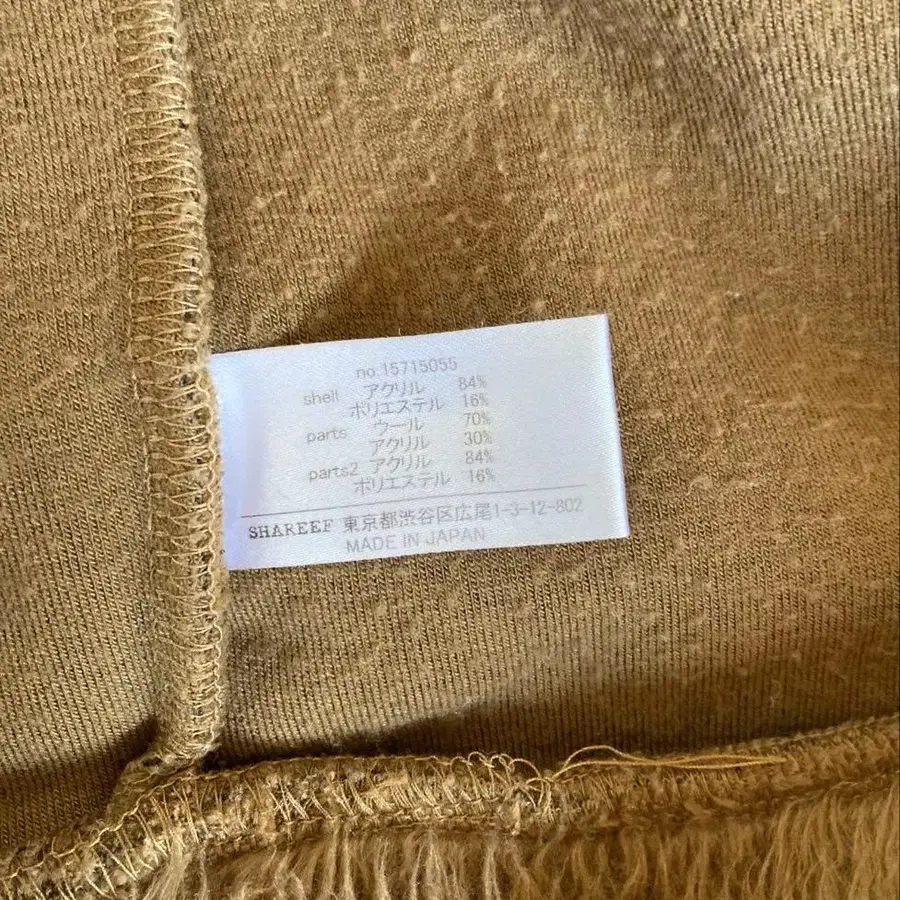 no.15715055
shell アクリル 84%
ポリエステル 16%
parts ウール 70%
アクリル 30%
parts2 アクリル 84%
ポリエステル 16%
SHAREEF 東京都渋谷区広尾1-3-12-802
MADE IN JAPAN